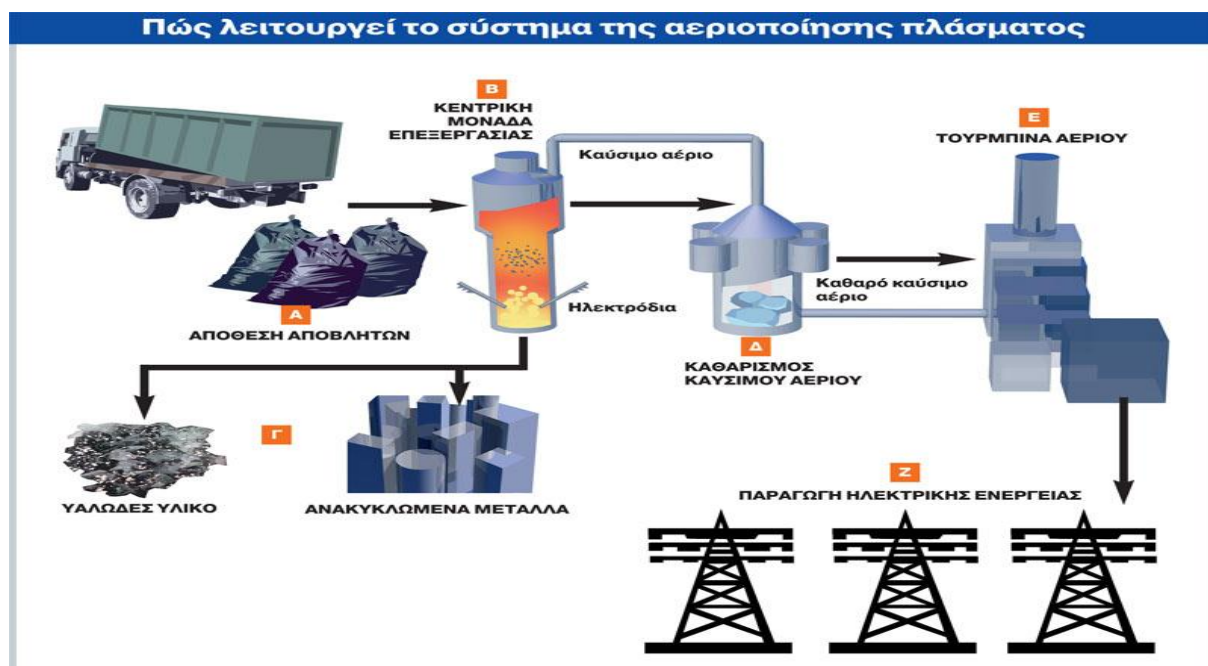 Πώς λειτουργεί το σύστημα της αεριοποίησης πλάσματος
Β
ΚΕΝΤΡΙΚΗ
ΜΟΝΑΔΑ
ΕΠΕΞΕΡΓΑΣΙΑΣ
Καύσιμο αέριο
Ε
ΤΟΥΡΜΠΙΝΑ ΑΕΡΙΟΥ
Α
ΑΠΟΘΕΣΗ ΑΠΟΒΛΗΤΩΝ
Ηλεκτρόδια
Καθαρό καύσιμο
αέριο
Δ
ΚΑΘΑΡΙΣΜΟΣ
ΚΑΥΣΙΜΟΥ ΑΕΡΙΟΥ
Γ
ΥΑΛΩΔΕΣ ΥΛΙΚΟ
ΑΝΑΚΥΚΛΩΜΕΝΑ ΜΕΤΑΛΛΑ
Ζ
ΠΑΡΑΓΩΓΗ ΗΛΕΚΤΡΙΚΗΣ ΕΝΕΡΓΕΙΑΣ